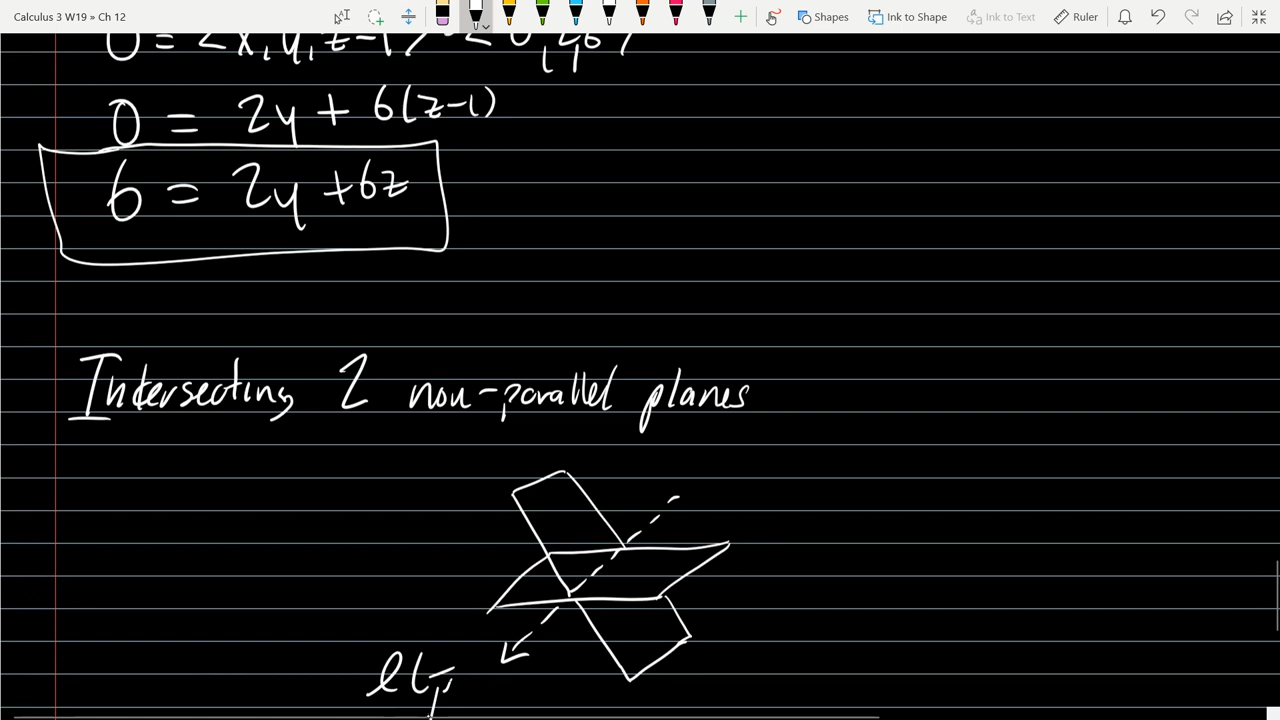 Calculus 3 W19 » Ch 12
Shapes
Ink to Shape
Ink to Text
Ruler
0 = 2y + 6(z-1)
6 = 2y + 6z
Intersecting 2 non-parallel planes